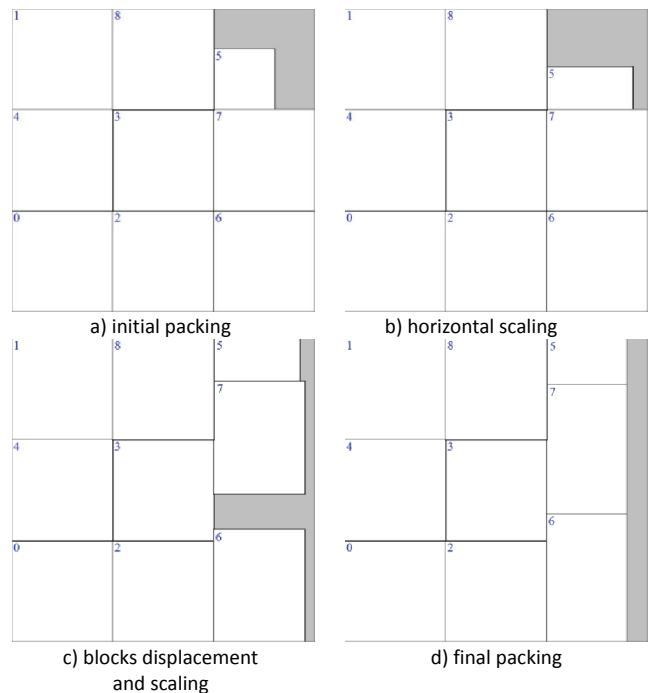 1 8 1 8
5 5
4 3 7 4 3 7
0 2 6 0 2 6
a) initial packing b) horizontal scaling
1 8 5 1 8 5
7 7
4 3 4 3
6
6
0 2 0 2
c) blocks displacement d) final packing
and scaling